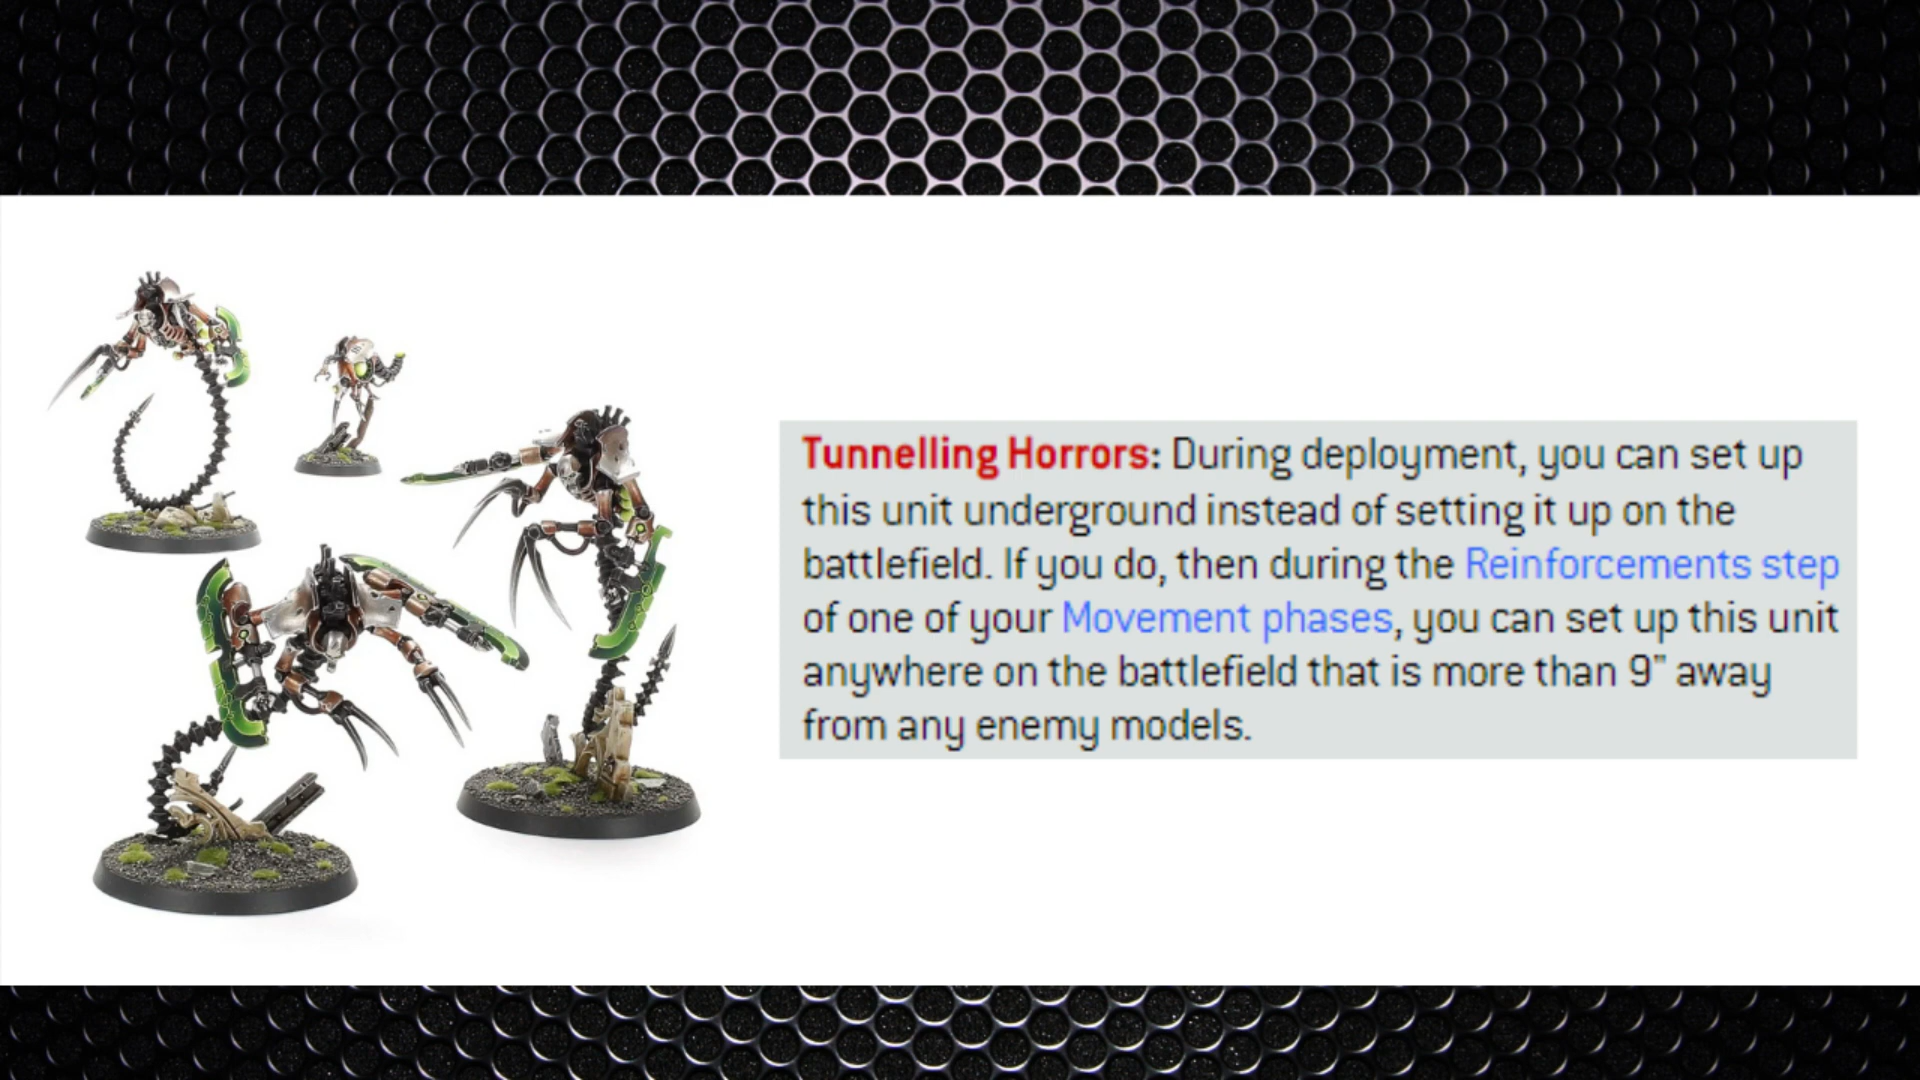 Tunnelling Horrors: During deployment, you can set up
this unit underground instead of setting it up on the
battlefield. If you do, then during the Reinforcements step
of one of your Movement phases, you can set up this unit
anywhere on the battlefield that is more than 9" away
from any enemy models.